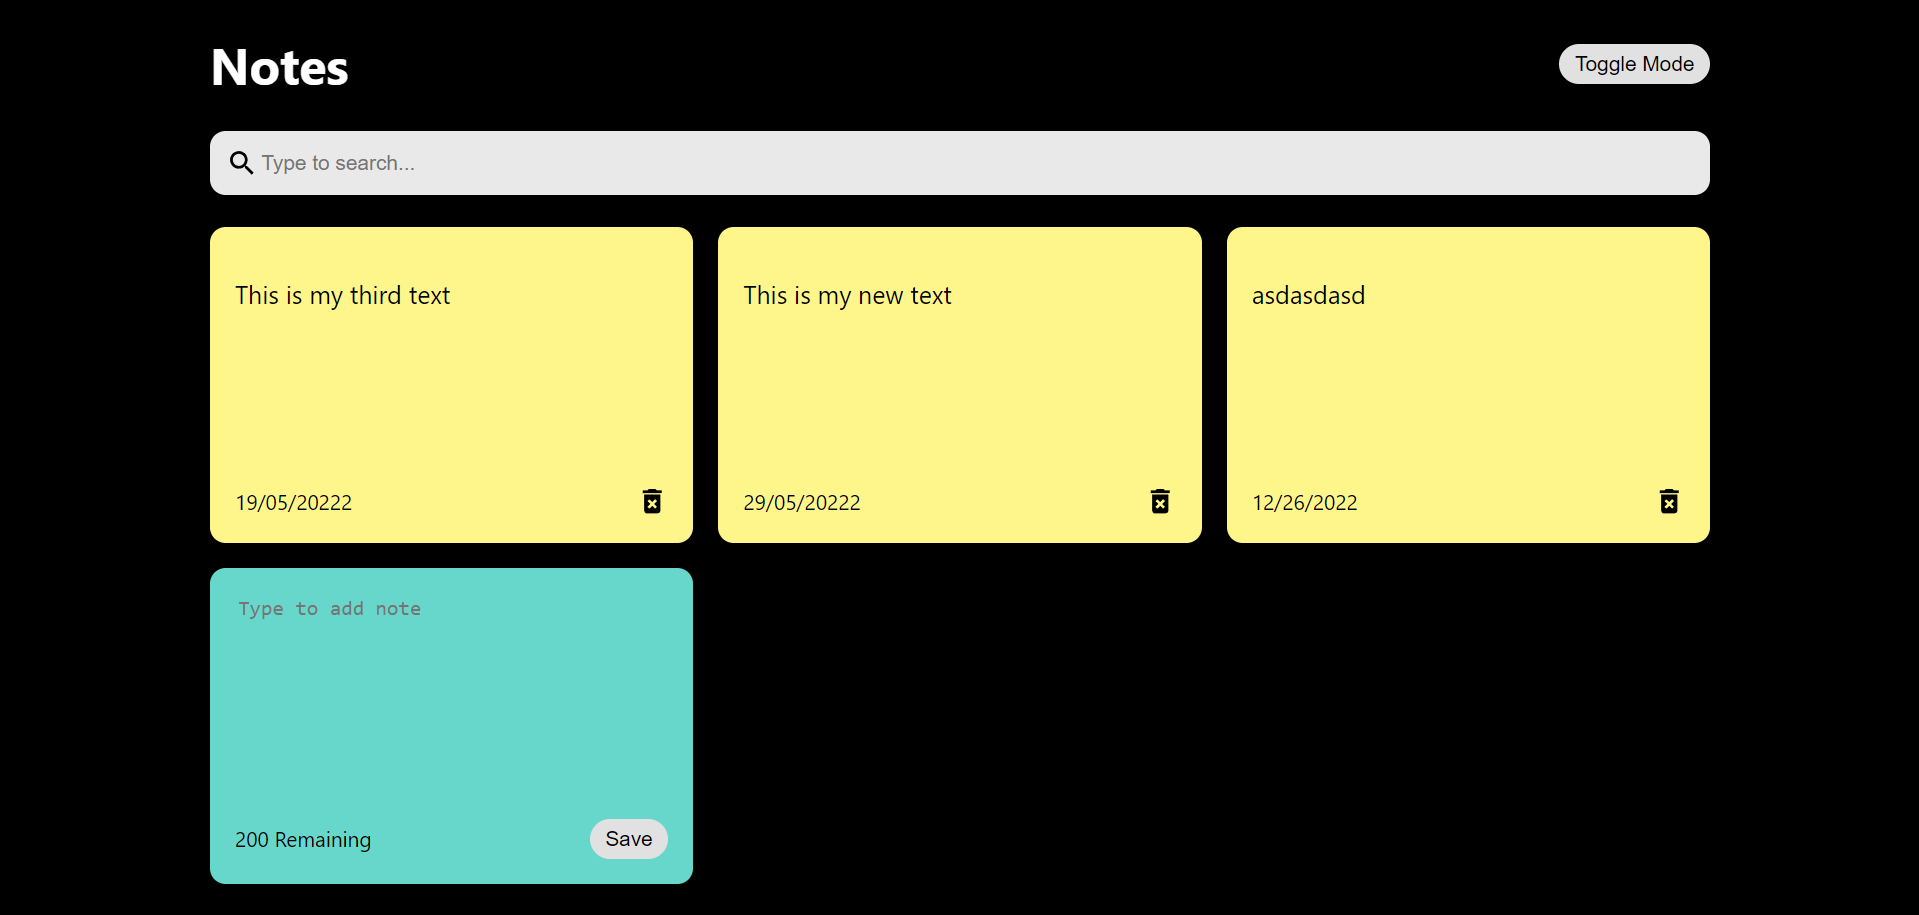 Notes
Toggle Mode
Type to search...
This is my third text
This is my new text
asdasdasd
19/05/20222
29/05/20222
12/26/2022
Type to add note
200 Remaining
Save